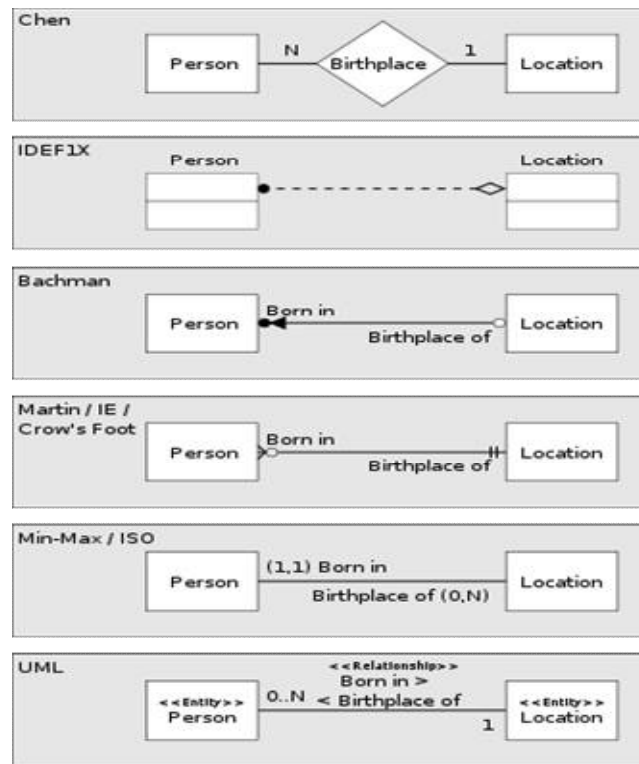 Chen
Person N Birthplace 1 Location
IDEF1X
Person Location
Bachman
Person Born in Birthplace of Location
Martin / IE /
Crow's Foot
Person Born in Birthplace of Location
Min-Max / ISO
Person (1,1) Born in Birthplace of (0,N) Location
UML
<<Relationship>>
Born in >
<<Entity>> 0..N < Birthplace of <<Entity>>
Person 1 Location